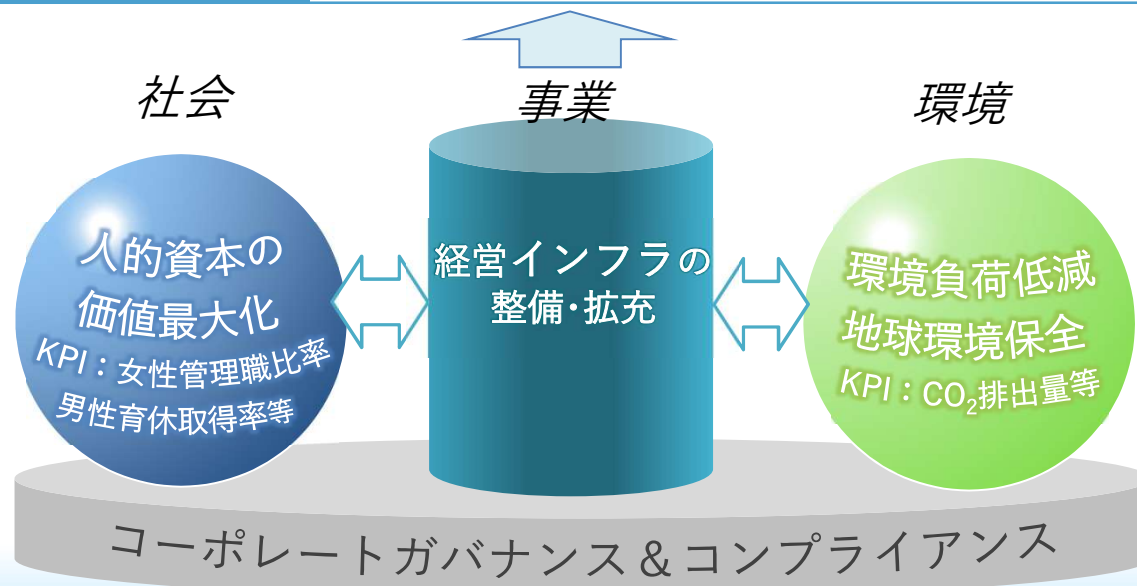 社会
人的資本の
価値最大化
KPI：女性管理職比率
男性育休取得率等
事業
経営インフラの
整備･拡充
環境
環境負荷低減
地球環境保全
KPI：CO₂排出量等
コーポレートガバナンス＆コンプライアンス